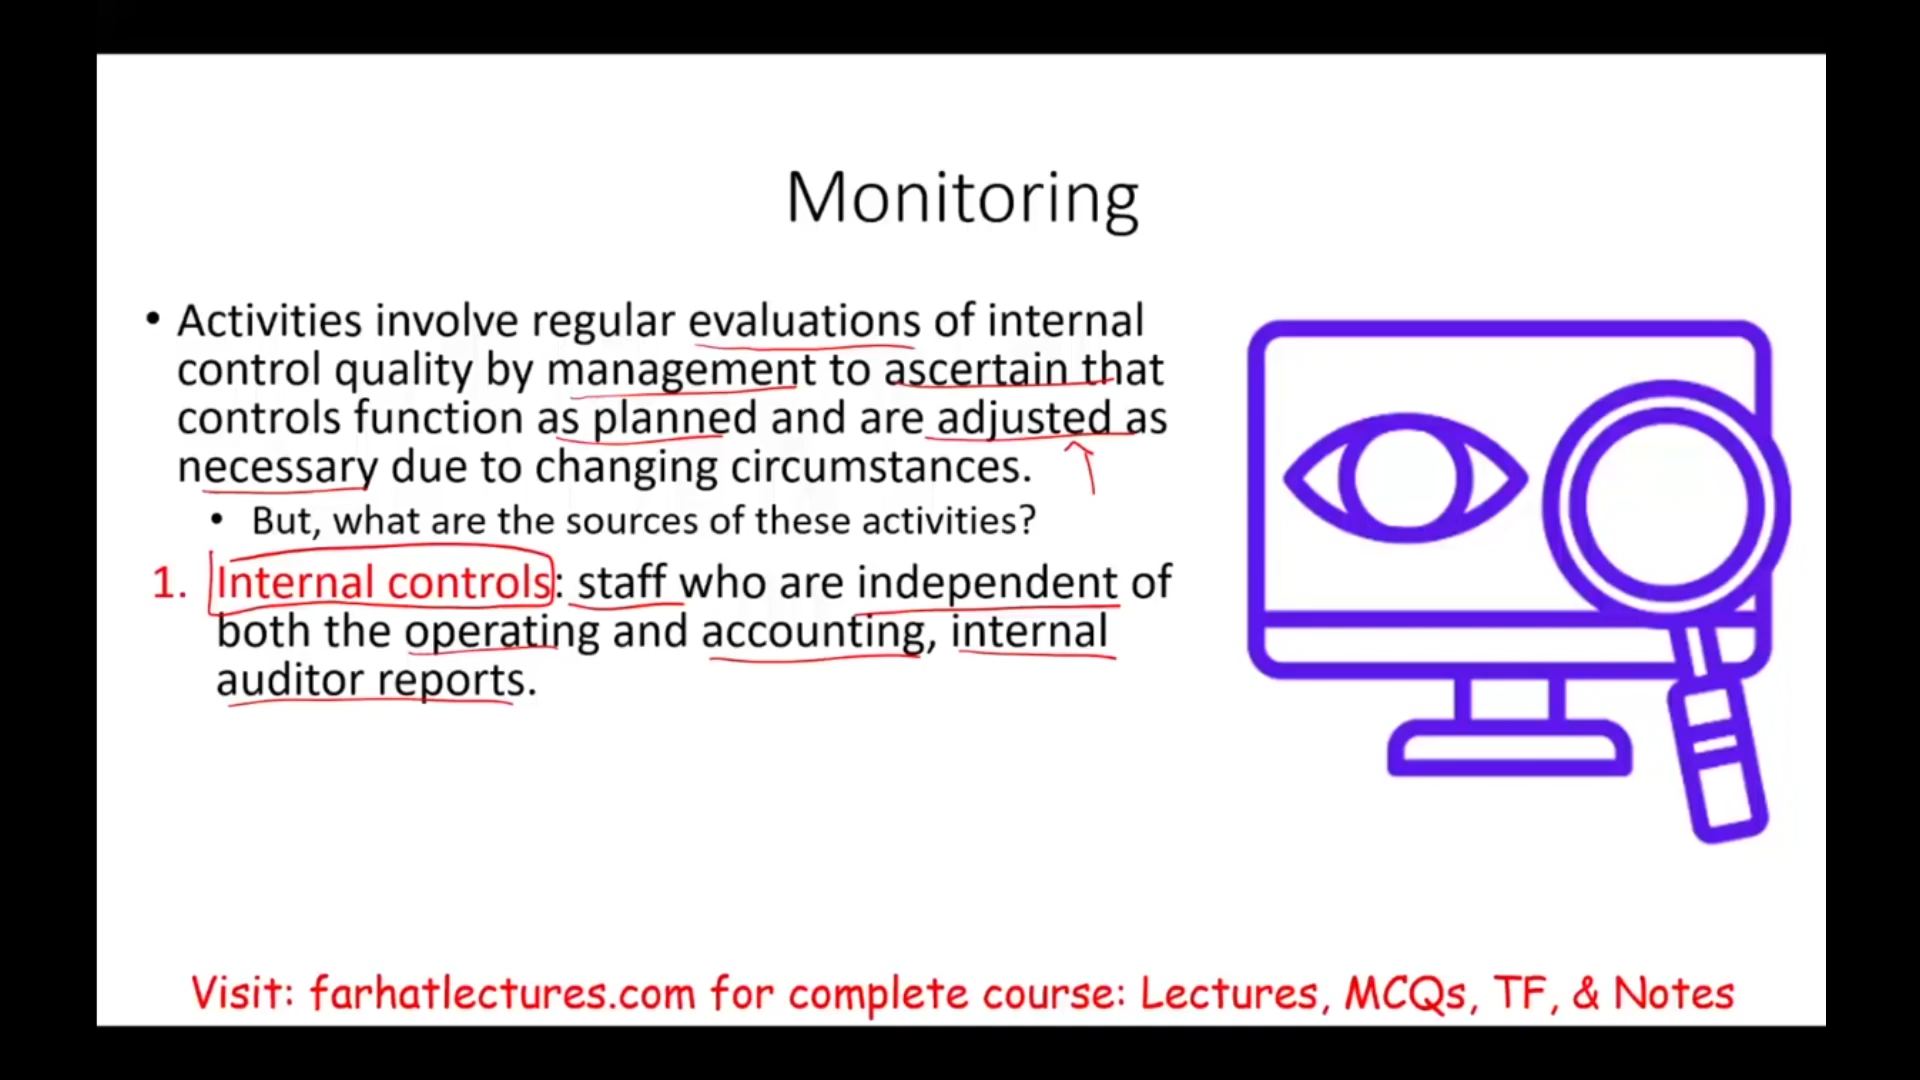 Monitoring
• Activities involve regular evaluations of internal
control quality by management to ascertain that
controls function as planned and are adjusted as
necessary due to changing circumstances.
• But, what are the sources of these activities?
1. Internal controls: staff who are independent of
both the operating and accounting, internal
auditor reports.
Visit: farhatlectures.com for complete course: Lectures, MCQs, TF, & Notes